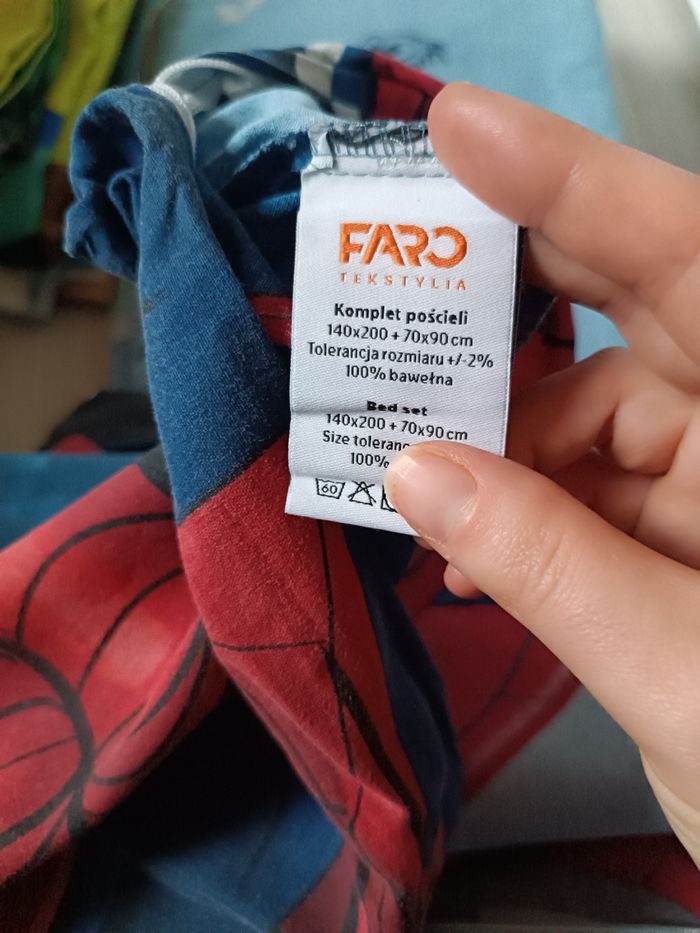 FARO
TEKSTYLIA
Komplet pościeli
140x200 + 70x90 cm
Tolerancja rozmiaru +/-2%
100% bawełna
Bed set
140x200 + 70x90 cm
Size
100%
60